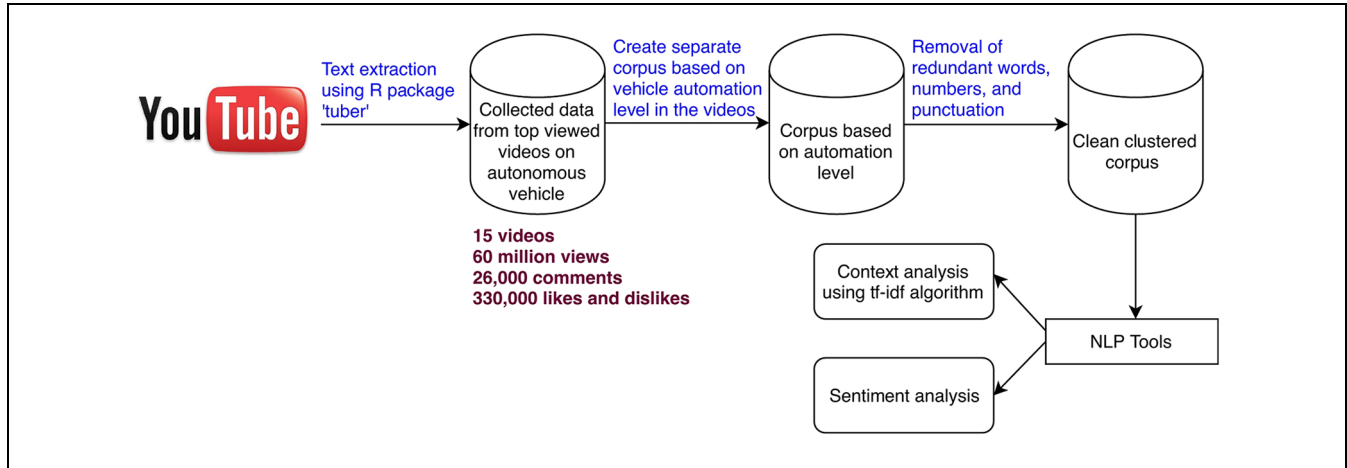 YouTube
Text extraction
using R package
'tuber'
Collected data
from top viewed
videos on
autonomous
vehicle
15 videos
60 million views
26,000 comments
330,000 likes and dislikes
Create separate
corpus based on
vehicle automation
level in the videos
Corpus based
on automation
level
Removal of
redundant words,
numbers, and
punctuation
Clean clustered
corpus
NLP Tools
Context analysis
using tf-idf algorithm
Sentiment analysis